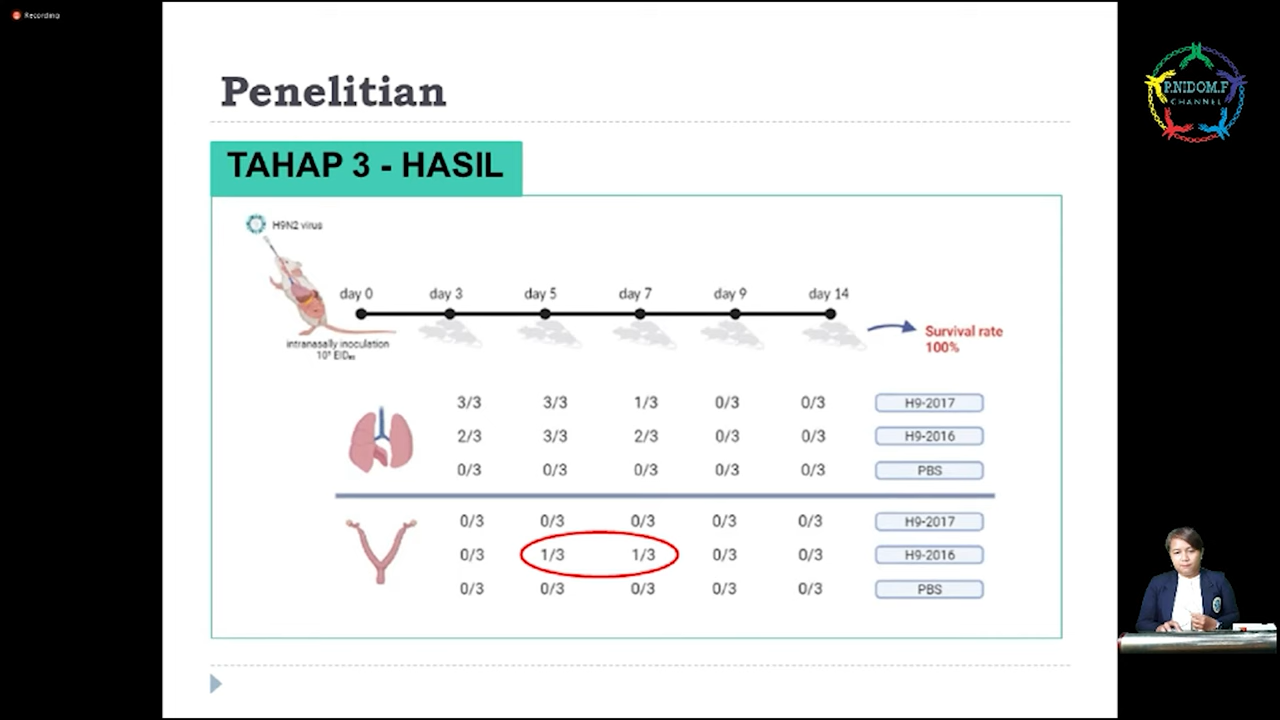 Recording
Penelitian
P.NIDOM.F
CHANNEL
TAHAP 3 - HASIL
H9N2 virus
day 0 day 3 day 5 day 7 day 9 day 14
Survival rate
100%
intranasally inoculation
EID₅₀
3/3 3/3 1/3 0/3 0/3 H9-2017
2/3 3/3 2/3 0/3 0/3 H9-2016
0/3 0/3 0/3 0/3 0/3 PBS
0/3 0/3 0/3 0/3 0/3 H9-2017
0/3 1/3 1/3 0/3 0/3 H9-2016
0/3 0/3 0/3 0/3 0/3 PBS